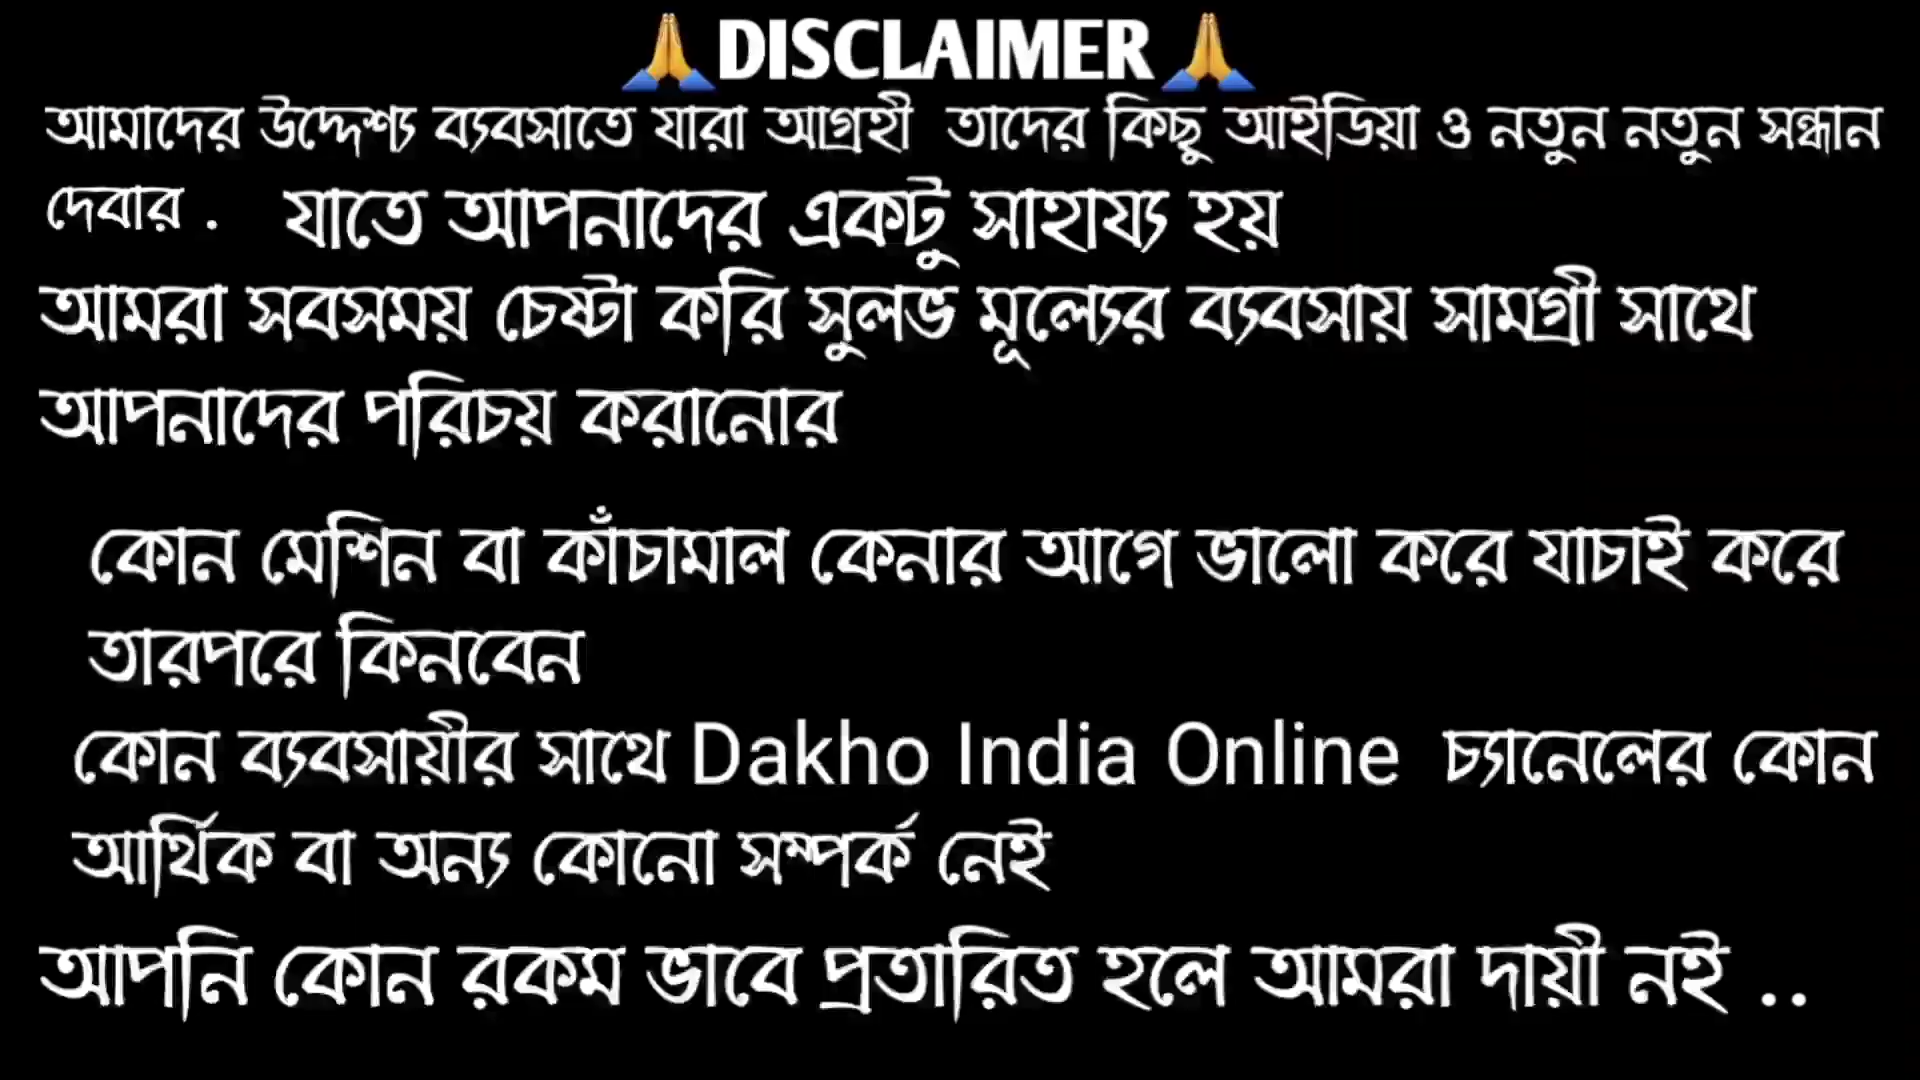 🙏DISCLAIMER🙏
আমাদের উদ্দেশ্য ব্যবসাতে যারা আগ্রহী তাদের কিছু আইডিয়া ও নতুন নতুন সন্ধান
দেবার . যাতে আপনাদের একটু সাহায্য হয়
আমরা সবসময় চেষ্টা করি সুলভ মূল্যের ব্যবসায় সামগ্রী সাথে
আপনাদের পরিচয় করানোর
কোন মেশিন বা কাঁচামাল কেনার আগে ভালো করে যাচাই করে
তারপরে কিনবেন
কোন ব্যবসায়ীর সাথে Dakho India Online চ্যানেলের কোন
আর্থিক বা অন্য কোনো সম্পর্ক নেই
আপনি কোন রকম ভাবে প্রতারিত হলে আমরা দায়ী নই ..